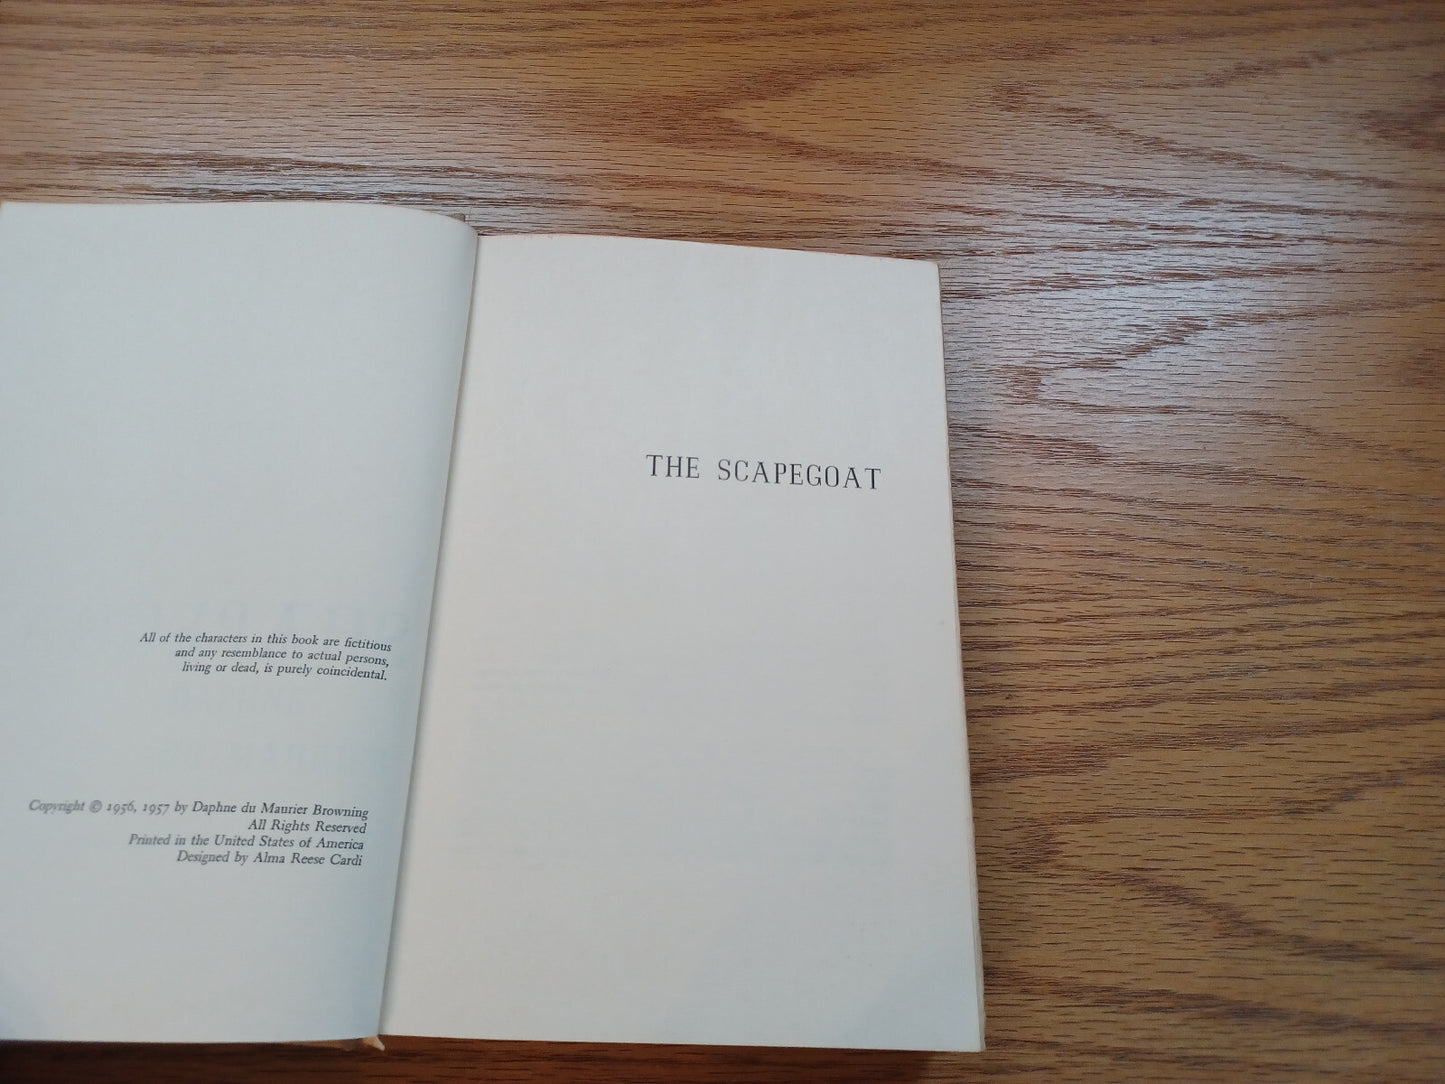 All of the characters in this book are fictitious
and any resemblance to actual persons,
living or dead, is purely coincidental.
Copyright © 1956, 1957 by Daphne du Maurier Browning
All Rights Reserved
Printed in the United States of America
Designed by Alma Reese Cardi
THE SCAPEGOAT